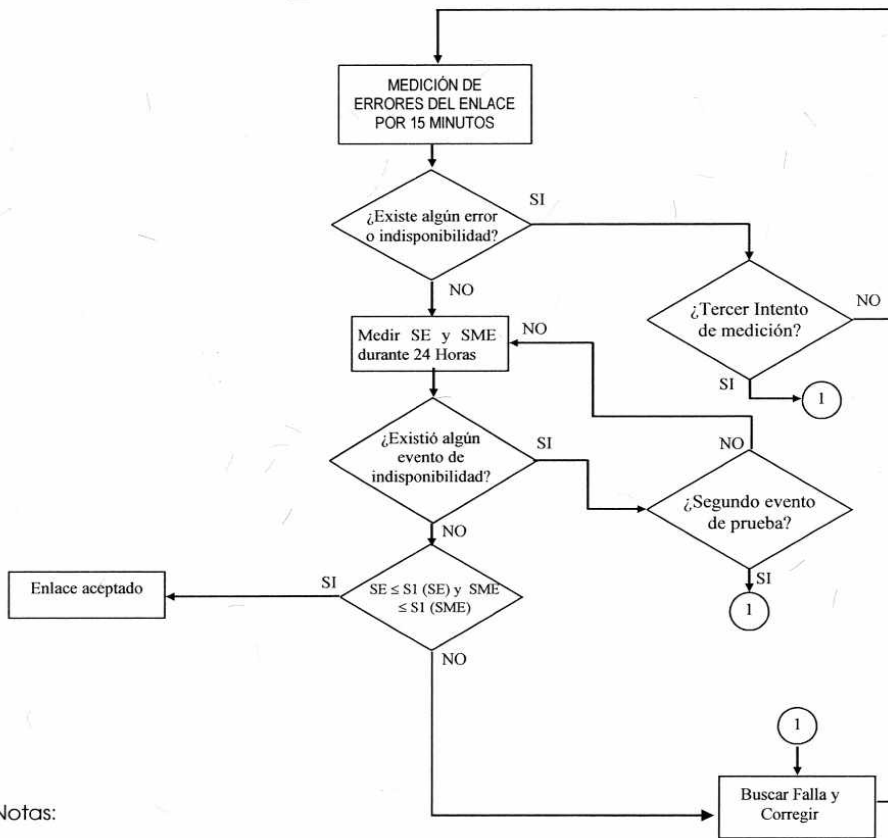 MEDICIÓN DE
ERRORES DEL ENLACE
POR 15 MINUTOS
SI
¿Existe algún error
o indisponibilidad?
NO
¿Tercer Intento
de medición?
NO
Medir SE y SME
durante 24 Horas
NO
SI
1
¿Existió algún
evento de
indisponibilidad?
SI
NO
¿Segundo evento
de prueba?
NO
SI
Enlace aceptado
SI
SE ≤ S1 (SE) y SME
≤ S1 (SME)
1
NO
1
Buscar Falla y
Corregir
Notas: